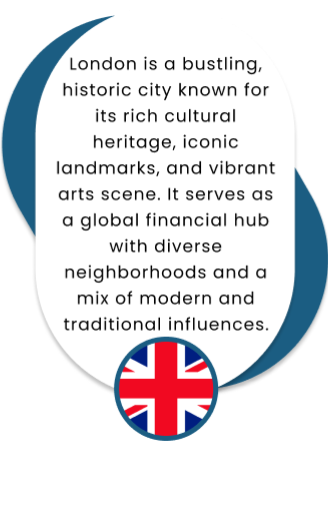 London is a bustling,
historic city known for
its rich cultural
heritage, iconic
landmarks, and vibrant
arts scene. It serves as
a global financial hub
with diverse
neighborhoods and a
mix of modern and
traditional influences.